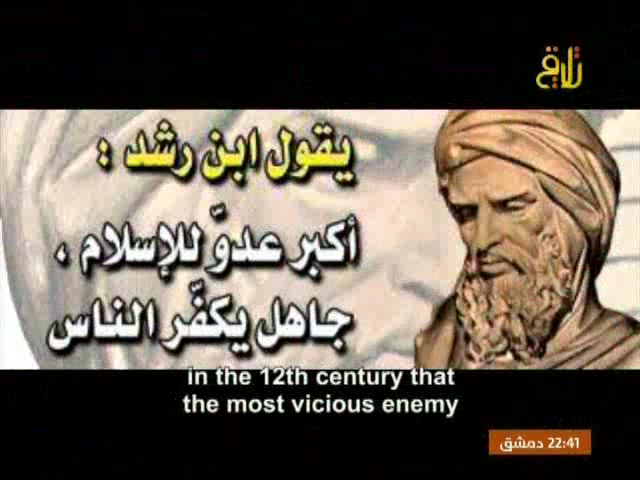 تلاقي
يقول ابن رشد :
أكبر عدوّ للإسلام ،
جاهل يكفّر الناس
in the 12th century that
the most vicious enemy
22:41 دمشق